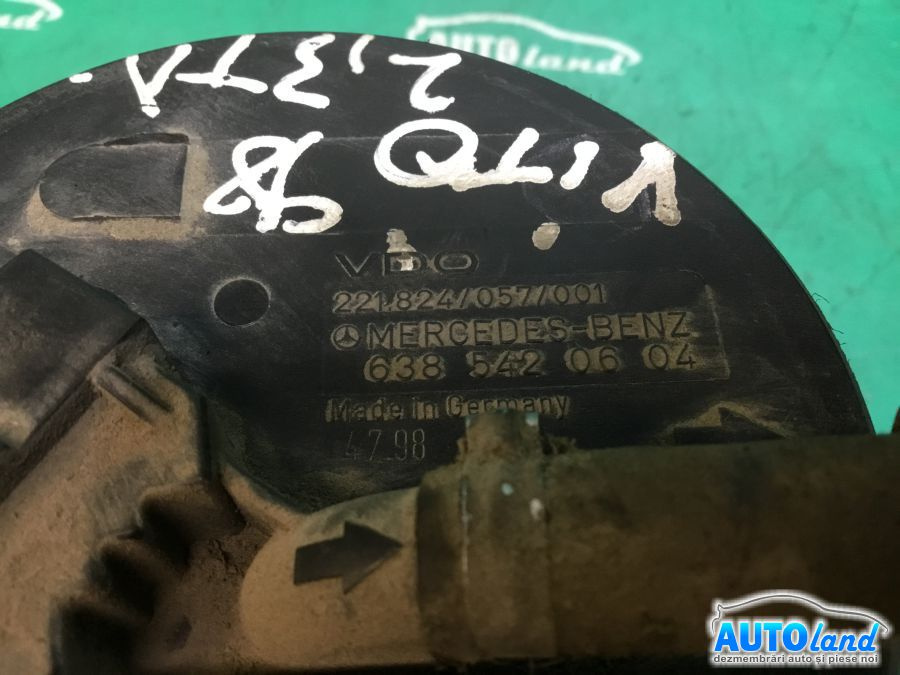 AUTOland
2,3TD
VITO
98
VDO
221.824/057/001
MERCEDES-BENZ
638 542 06 04
Made in Germany
47.98
AUTOland
dezmembrări auto și piese noi